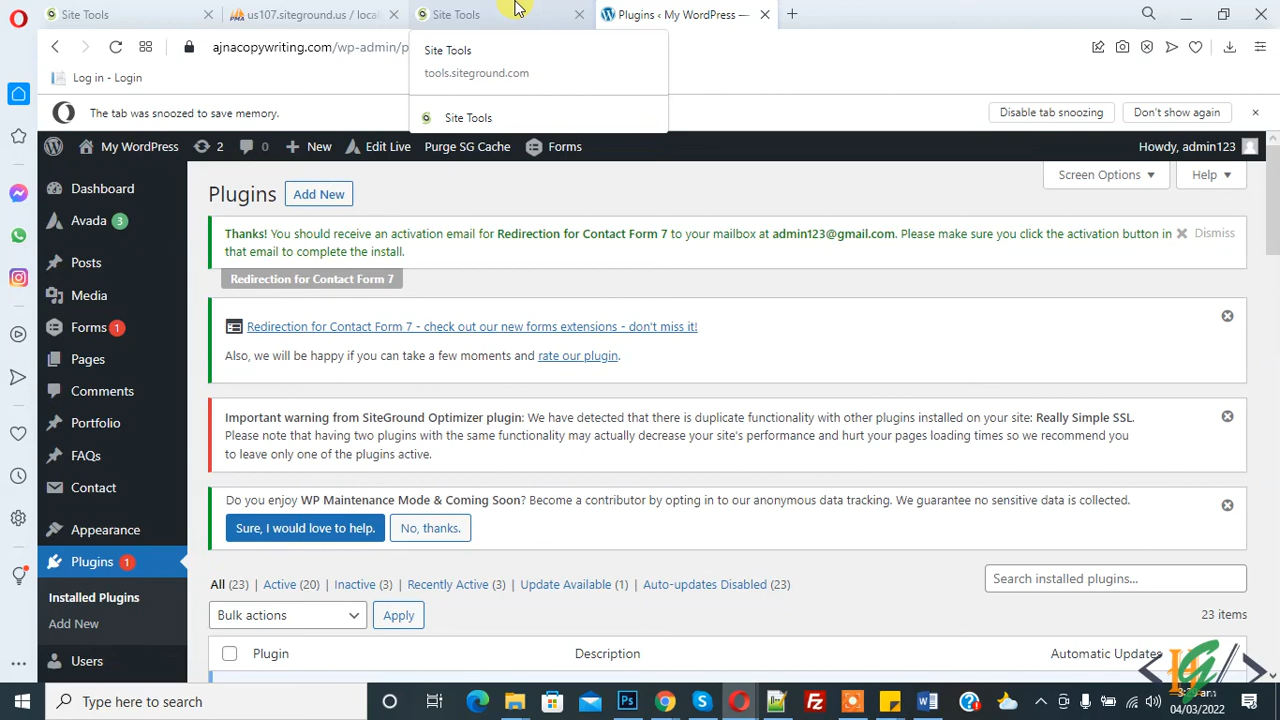 Site Tools
us107.siteground.us / local
Site Tools
Plugins ‹ My WordPress —
ajnacopywriting.com/wp-admin/p
Site Tools
tools.siteground.com
Site Tools
Log in - Login
The tab was snoozed to save memory.
Disable tab snoozing
Don't show again
My WordPress
2
0
New
Edit Live
Purge SG Cache
Forms
Howdy, admin123
Dashboard
Avada 3
Posts
Media
Forms 1
Pages
Comments
Portfolio
FAQs
Contact
Appearance
Plugins 1
Installed Plugins
Add New
Users
Plugins
Add New
Screen Options
Help
Thanks! You should receive an activation email for Redirection for Contact Form 7 to your mailbox at admin123@gmail.com. Please make sure you click the activation button in
that email to complete the install.
Dismiss
Redirection for Contact Form 7
Redirection for Contact Form 7 - check out our new forms extensions - don't miss it!
Also, we will be happy if you can take a few moments and rate our plugin.
Important warning from SiteGround Optimizer plugin: We have detected that there is duplicate functionality with other plugins installed on your site: Really Simple SSL.
Please note that having two plugins with the same functionality may actually decrease your site's performance and hurt your pages loading times so we recommend you
to leave only one of the plugins active.
Do you enjoy WP Maintenance Mode & Coming Soon? Become a contributor by opting in to our anonymous data tracking. We guarantee no sensitive data is collected.
Sure, I would love to help.
No, thanks.
All (23) | Active (20) | Inactive (3) | Recently Active (3) | Update Available (1) | Auto-updates Disabled (23)
Search installed plugins...
Bulk actions
Apply
23 items
Plugin
Description
Automatic Updates
Type here to search
04/03/2022